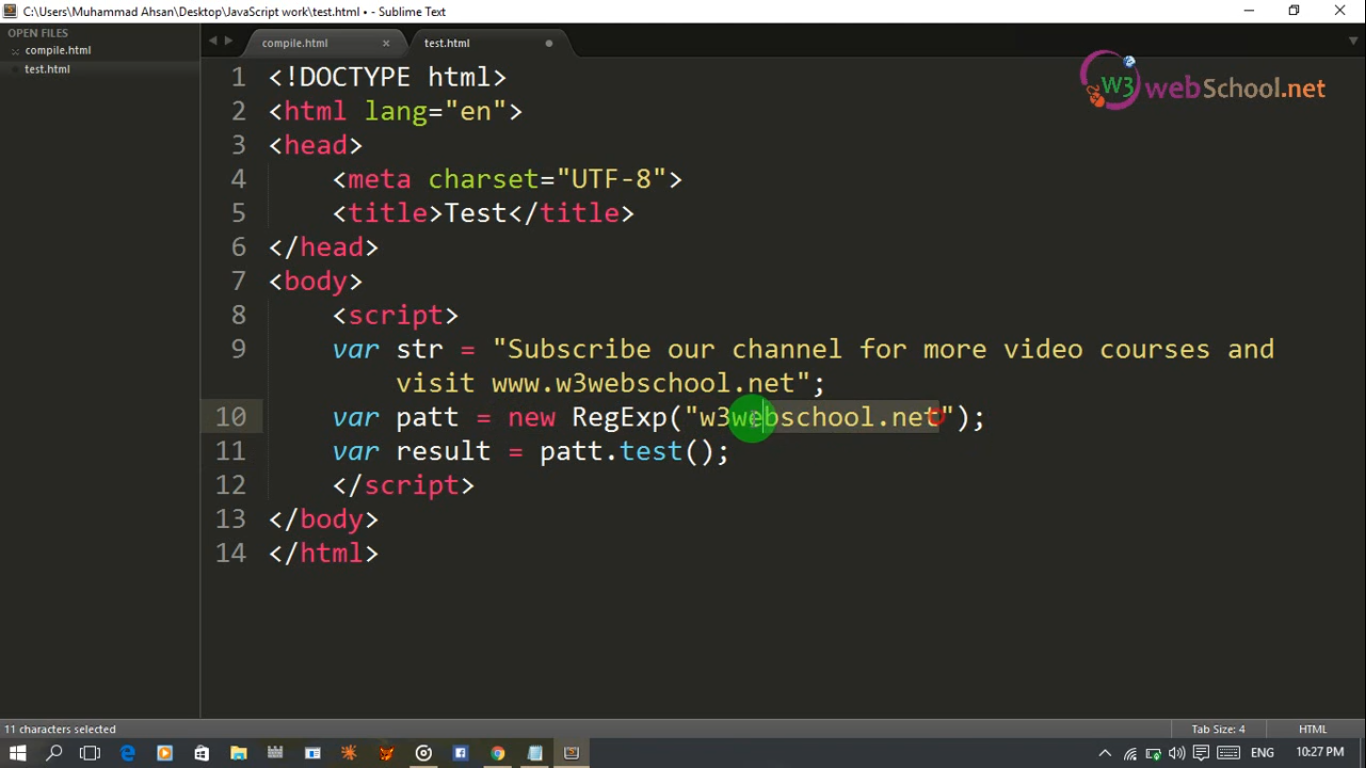 C:\Users\Muhammad Ahsan\Desktop\JavaScript work\test.html • - Sublime Text
OPEN FILES
compile.html
test.html
compile.html
test.html
W3webSchool.net
1 <!DOCTYPE html>
2 <html lang="en">
3 <head>
4 <meta charset="UTF-8">
5 <title>Test</title>
6 </head>
7 <body>
8 <script>
9 var str = "Subscribe our channel for more video courses and
visit www.w3webschool.net";
10 var patt = new RegExp("w3webschool.net");
11 var result = patt.test();
12 </script>
13 </body>
14 </html>
11 characters selected
Tab Size: 4
HTML
ENG
10:27 PM